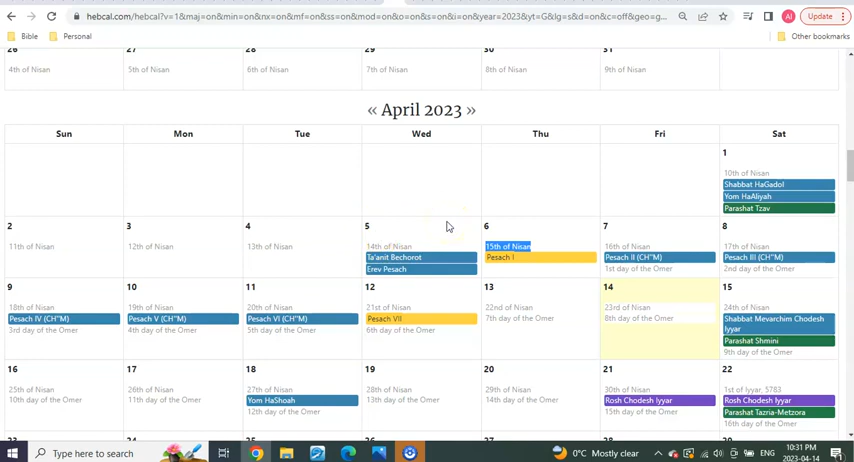 hebcal.com/hebcal?v=1&maj=on&min=on&nx=on&mf=on&ss=on&mod=on&o=on&s=on&i=on&year=2023&yt=G&lg=s&d=on&c=off&geo=g...
AI
Update
Bible
Personal
Other bookmarks
26 27 28 29 30 31
4th of Nisan 5th of Nisan 6th of Nisan 7th of Nisan 8th of Nisan 9th of Nisan
« April 2023 »
Sun Mon Tue Wed Thu Fri Sat
1
10th of Nisan
Shabbat HaGadol
Yom HaAliyah
Parashat Tzav
2
11th of Nisan
3
12th of Nisan
4
13th of Nisan
5
14th of Nisan
Ta'anit Bechorot
Erev Pesach
6
15th of Nisan
Pesach I
7
16th of Nisan
Pesach II (CH"M)
1st day of the Omer
8
17th of Nisan
Pesach III (CH"M)
2nd day of the Omer
9
18th of Nisan
Pesach IV (CH"M)
3rd day of the Omer
10
19th of Nisan
Pesach V (CH"M)
4th day of the Omer
11
20th of Nisan
Pesach VI (CH"M)
5th day of the Omer
12
21st of Nisan
Pesach VII
6th day of the Omer
13
22nd of Nisan
7th day of the Omer
14
23rd of Nisan
8th day of the Omer
15
24th of Nisan
Shabbat Mevarchim Chodesh
Iyyar
Parashat Shmini
9th day of the Omer
16
25th of Nisan
10th day of the Omer
17
26th of Nisan
11th day of the Omer
18
27th of Nisan
Yom HaShoah
12th day of the Omer
19
28th of Nisan
13th day of the Omer
20
29th of Nisan
14th day of the Omer
21
30th of Nisan
Rosh Chodesh Iyyar
15th day of the Omer
22
1st of Iyyar, 5783
Rosh Chodesh Iyyar
Parashat Tazria-Metzora
16th day of the Omer
Type here to search
0°C Mostly clear
ENG
10:31 PM
2023-04-14